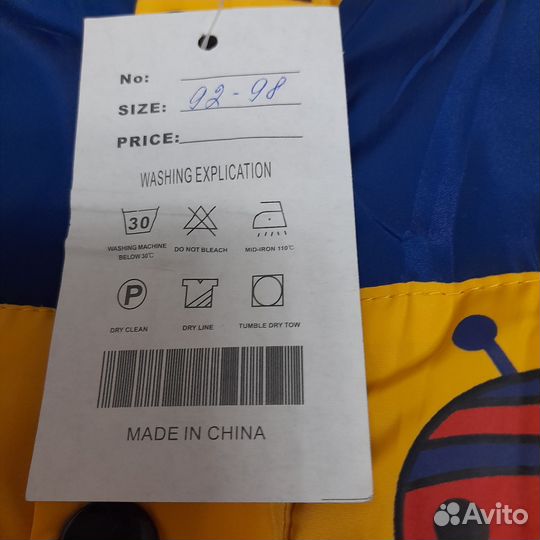 No:
SIZE: 92-98
PRICE:
WASHING EXPLICATION
30
WASHING MACHINE BELOW 30℃
DO NOT BLEACH
MID-IRON 110℃
P
DRY CLEAN
DRY LINE
TUMBLE DRY TOW
MADE IN CHINA
Avito